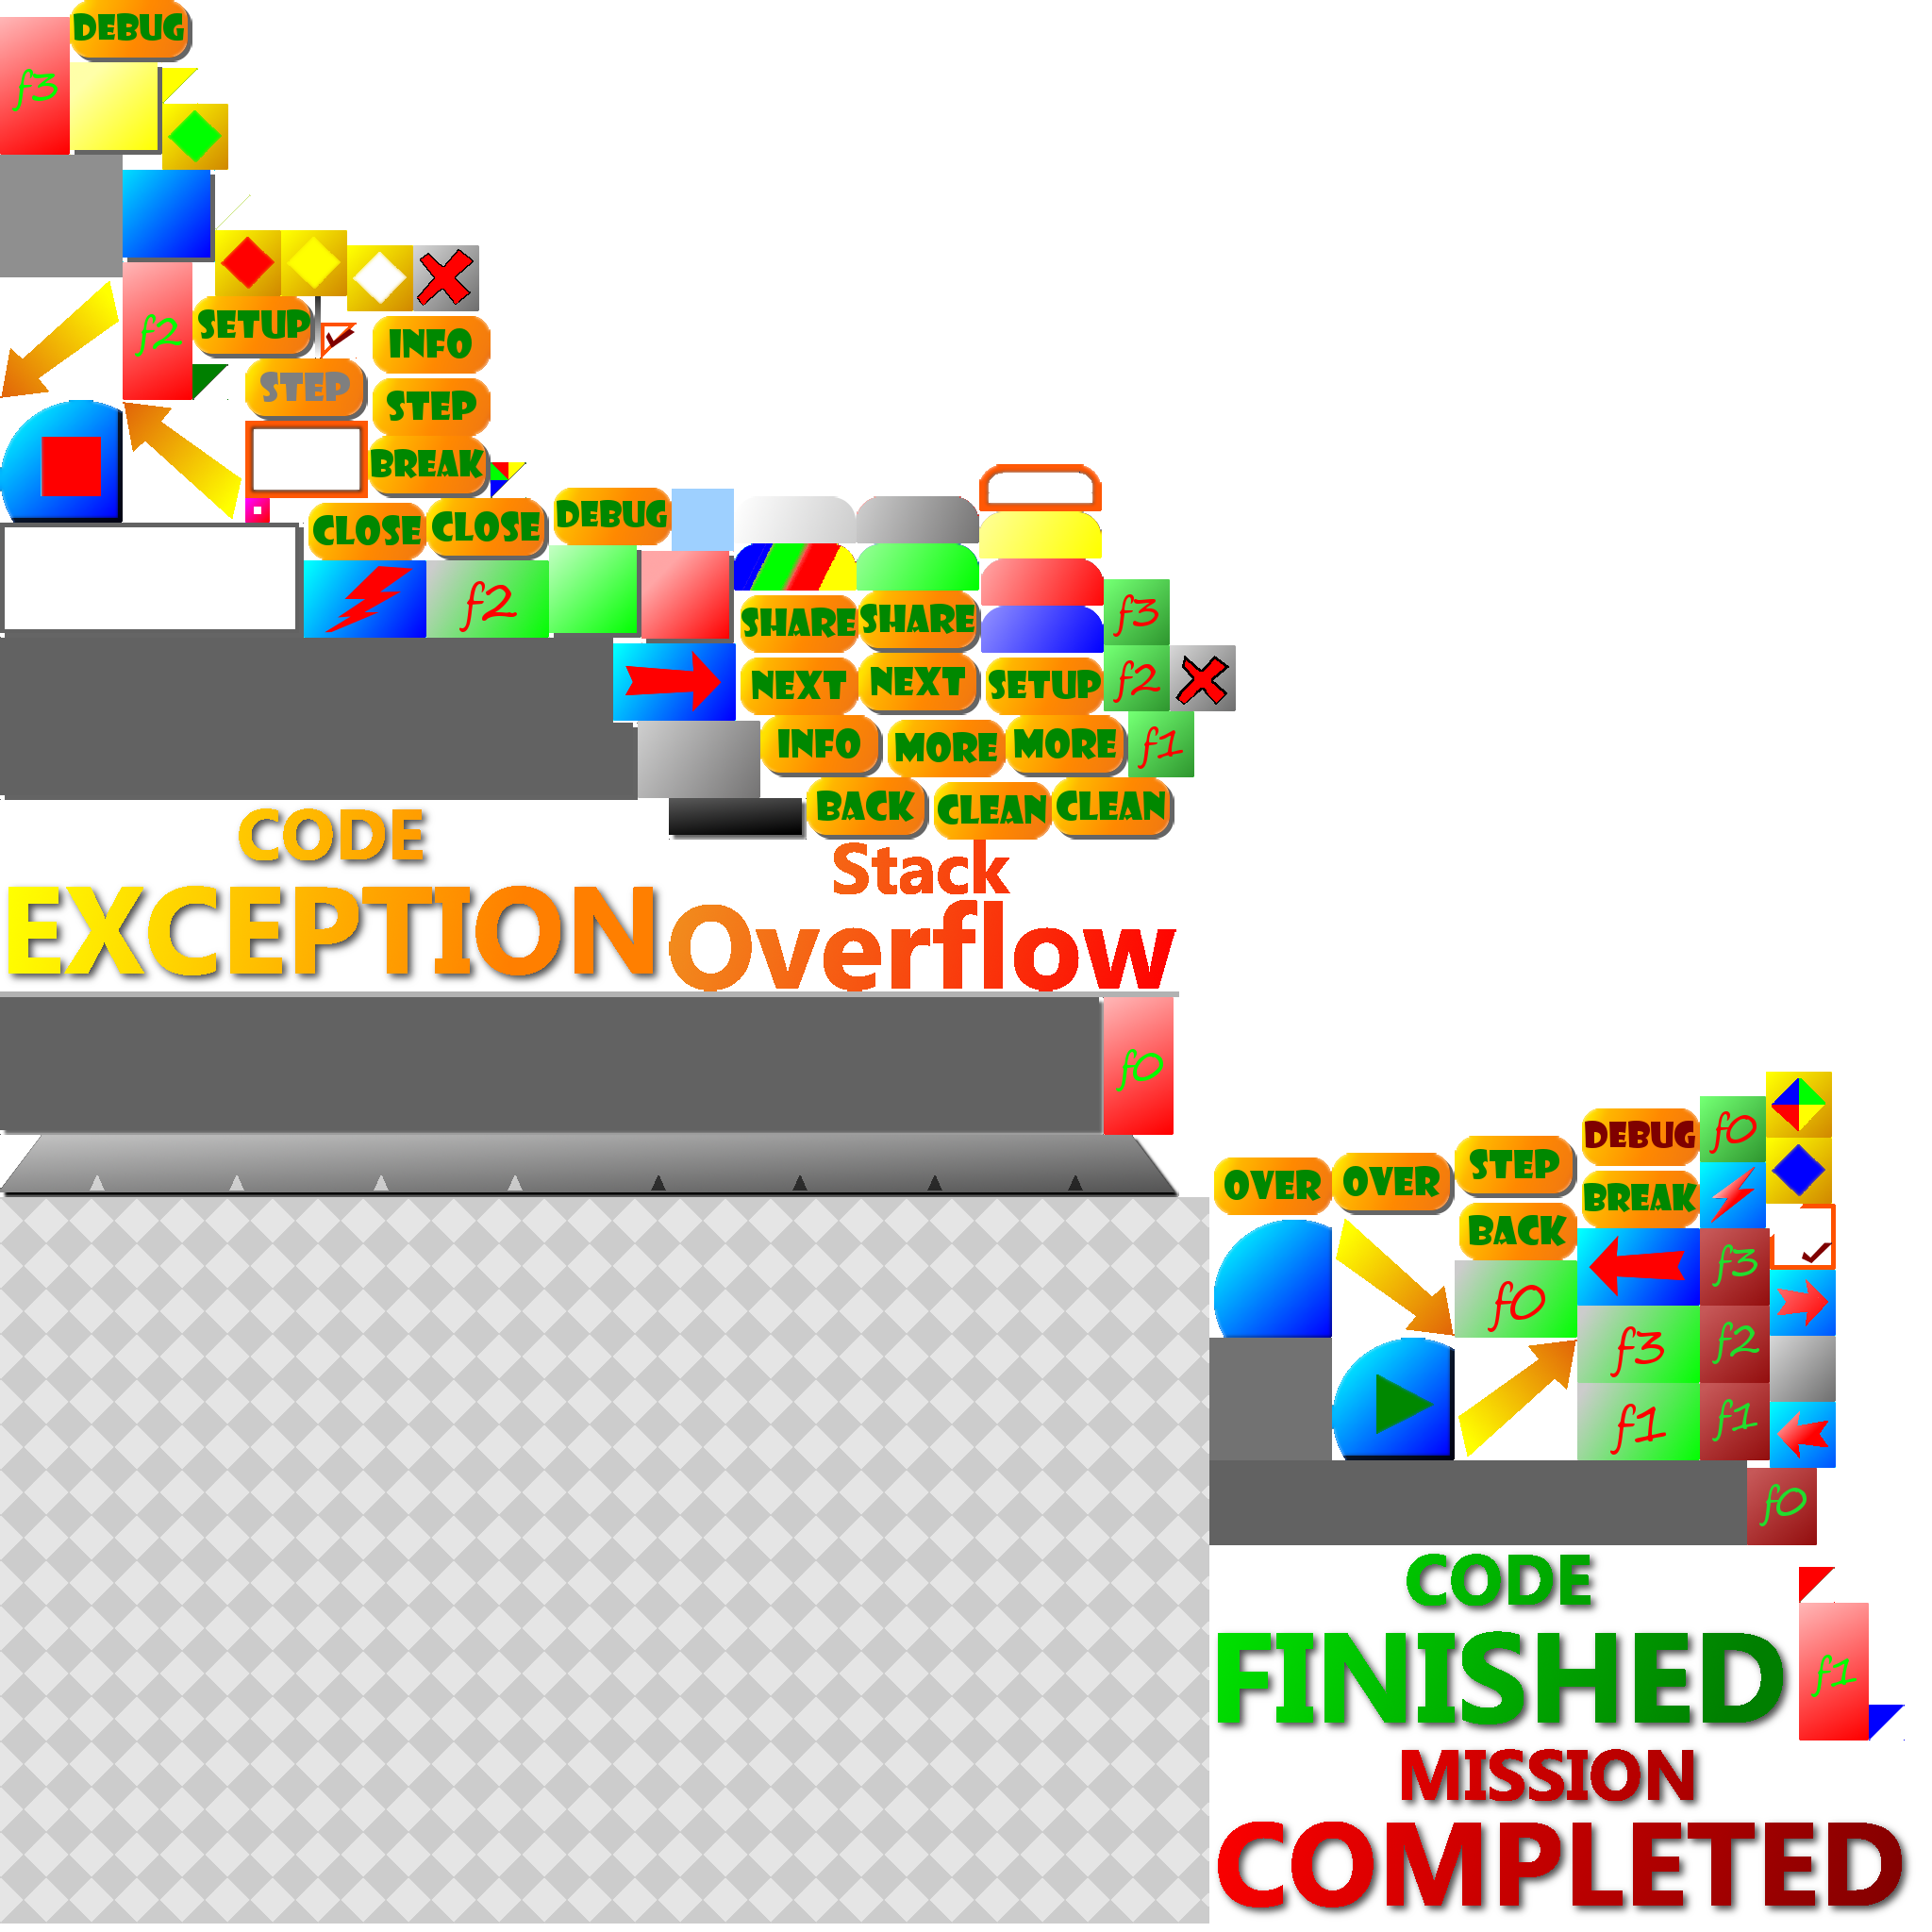 DEBUG
f3
f2
SETUP
INFO
STEP
STEP
BREAK
CLOSE
CLOSE
DEBUG
f2
SHARE
SHARE
f3
NEXT
NEXT
SETUP
f2
INFO
MORE
MORE
f1
BACK
CLEAN
CLEAN
CODE
EXCEPTION
Stack
Overflow
f0
DEBUG
f0
OVER
OVER
STEP
BREAK
BACK
f3
f0
f3
f2
f1
f1
f0
CODE
FINISHED
f1
MISSION
COMPLETED